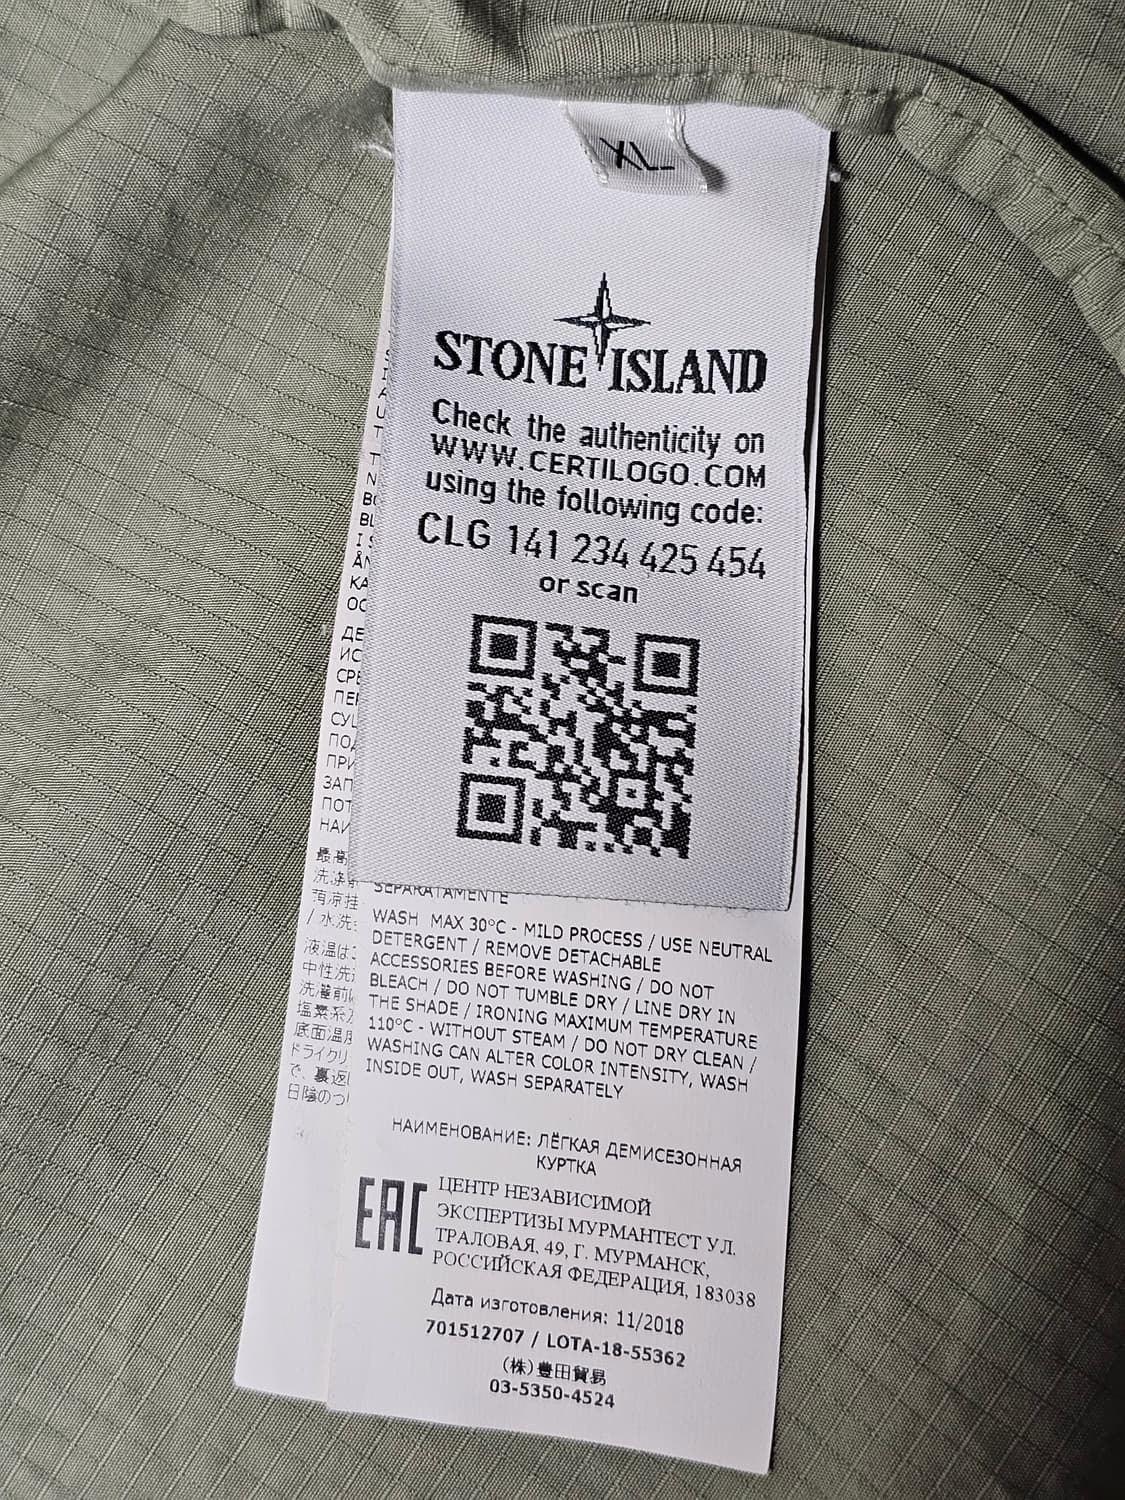 XL
STONE ISLAND
Check the authenticity on
WWW.CERTILOGO.COM
using the following code:
CLG 141 234 425 454
or scan
SEPARATAMENTE
WASH MAX 30°C - MILD PROCESS / USE NEUTRAL
DETERGENT / REMOVE DETACHABLE
ACCESSORIES BEFORE WASHING / DO NOT
BLEACH / DO NOT TUMBLE DRY / LINE DRY IN
THE SHADE / IRONING MAXIMUM TEMPERATURE
110°C - WITHOUT STEAM / DO NOT DRY CLEAN /
WASHING CAN ALTER COLOR INTENSITY, WASH
INSIDE OUT, WASH SEPARATELY
НАИМЕНОВАНИЕ: ЛЁГКАЯ ДЕМИСЕЗОННАЯ
КУРТКА
EAC
ЦЕНТР НЕЗАВИСИМОЙ
ЭКСПЕРТИЗЫ МУРМАНТЕСТ УЛ.
ТРАЛОВАЯ, 49, Г. МУРМАНСК,
РОССИЙСКАЯ ФЕДЕРАЦИЯ, 183038
Дата изготовления: 11/2018
701512707 / LOTA-18-55362
(株)豊田貿易
03-5350-4524